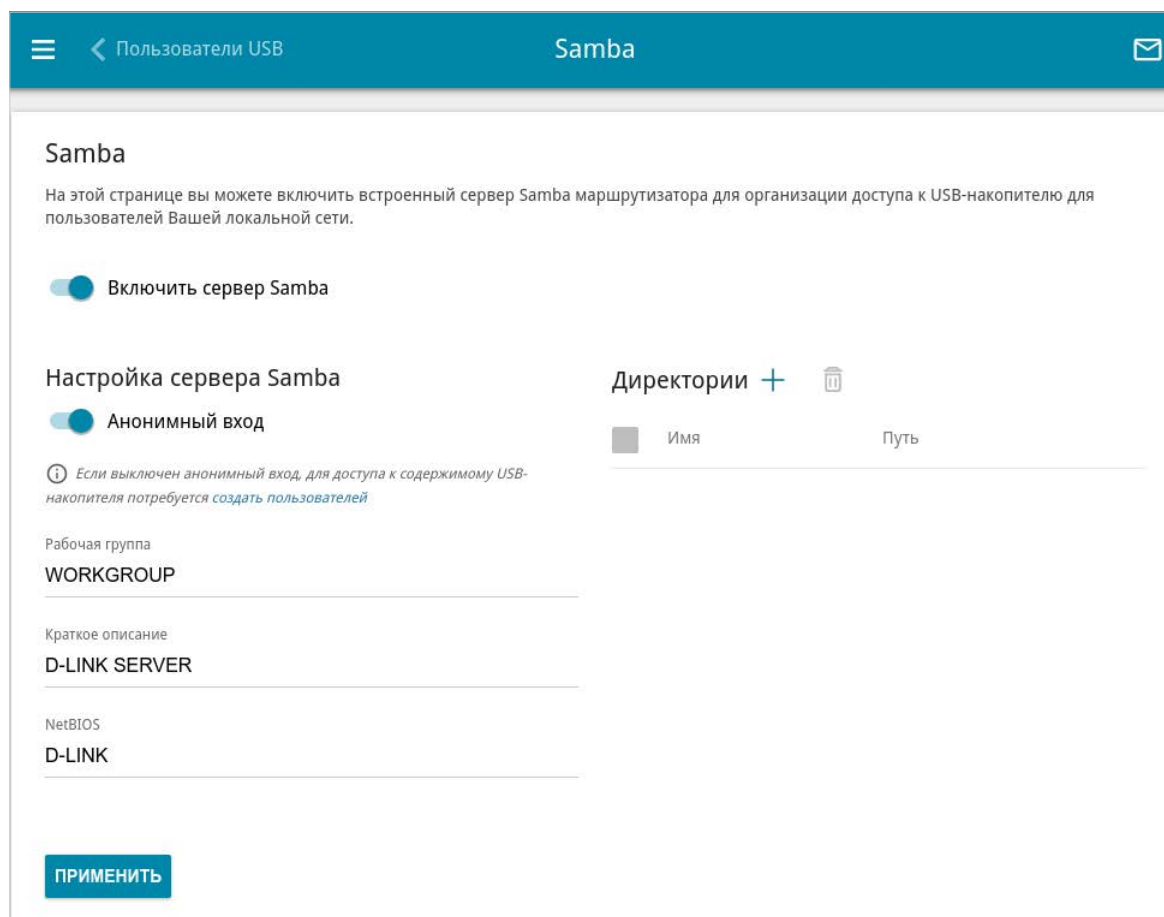 Пользователи USB
Samba
Samba
На этой странице вы можете включить встроенный сервер Samba маршрутизатора для организации доступа к USB-накопителю для
пользователей Вашей локальной сети.
Включить сервер Samba
Настройка сервера Samba
Анонимный вход
Если выключен анонимный вход, для доступа к содержимому USB-
накопителя потребуется создать пользователей
Рабочая группа
WORKGROUP
Краткое описание
D-LINK SERVER
NetBIOS
D-LINK
ПРИМЕНИТЬ
Директории
Имя Путь